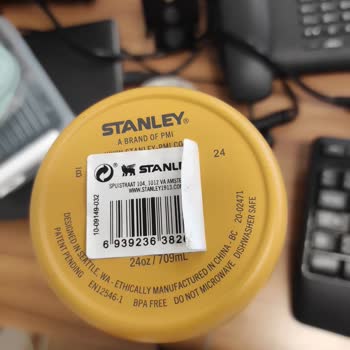 STANLEY®
A BRAND OF PMI
24
STANL
SPUISTRAAT 104, 1012 VA AMSTE
WWW.STANLEY1913.CO
10-09149-032
6 939236 3820
24oz / 709mL
DESIGNED IN SEATTLE, WA · ETHICALLY MANUFACTURED IN CHINA · BC 20-02471
PATENT PENDING
EN12546-1 BPA FREE DO NOT MICROWAVE DISHWASHER SAFE